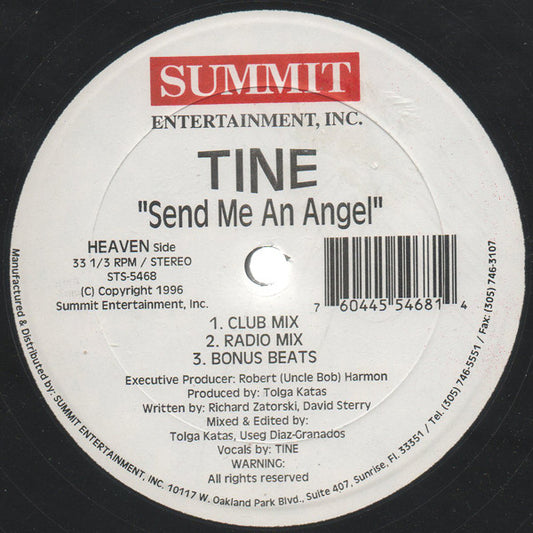 SUMMIT
ENTERTAINMENT, INC.
TINE
"Send Me An Angel"
HEAVEN Side
33 1/3 RPM / STEREO
STS-5468
(C) Copyright 1996
Summit Entertainment, Inc.
7 60445 54681 4
1. CLUB MIX
2. RADIO MIX
3. BONUS BEATS
Executive Producer: Robert (Uncle Bob) Harmon
Produced by: Tolga Katas
Written by: Richard Zatorski, David Sterry
Mixed & Edited by:
Tolga Katas, Useg Diaz-Granados
Vocals by: TINE
WARNING:
All rights reserved
Manufactured & Distributed by: SUMMIT ENTERTAINMENT, INC. 10117 W. Oakland Park Blvd., Suite 407, Sunrise, Fl. 33351 / Tel. (305) 746-5551 / Fax: (305) 746-3107.